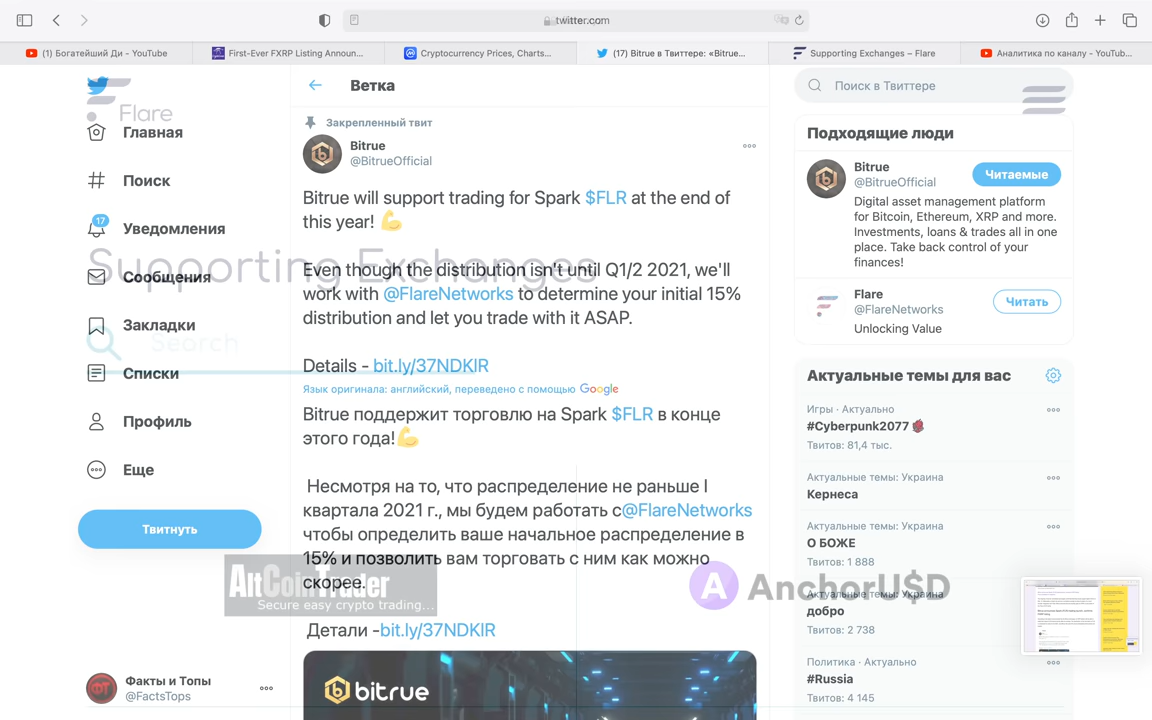 twitter.com
(1) Богатейший Ди - YouTube
First-Ever FXRP Listing Announ...
Cryptocurrency Prices, Charts...
(17) Bitrue в Твиттере: «Bitrue...
Supporting Exchanges – Flare
Аналитика по каналу - YouTub...
Flare
Главная
Поиск
17
Уведомления
Supporting Exchanges
Сообщения
Закладки
Search
Списки
Профиль
Еще
Твитнуть
Факты и Топы
@FactsTops
Ветка
Закрепленный твит
Bitrue
@BitrueOfficial
Bitrue will support trading for Spark $FLR at the end of
this year! 💪
Even though the distribution isn't until Q1/2 2021, we'll
work with @FlareNetworks to determine your initial 15%
distribution and let you trade with it ASAP.
Details - bit.ly/37NDKlR
Язык оригинала: английский, переведено с помощью Google
Bitrue поддержит торговлю на Spark $FLR в конце
этого года!💪
Несмотря на то, что распределение не раньше I
квартала 2021 г., мы будем работать с@FlareNetworks
чтобы определить ваше начальное распределение в
15% и позволить вам торговать с ним как можно
скорее.
AltCoinTrader
Secure easy crypto trading...
AnchorU$D
Детали -bit.ly/37NDKlR
bitrue
Поиск в Твиттере
Подходящие люди
Bitrue
@BitrueOfficial
Читаемые
Digital asset management platform
for Bitcoin, Ethereum, XRP and more.
Investments, loans & trades all in one
place. Take back control of your
finances!
Flare
@FlareNetworks
Читать
Unlocking Value
Актуальные темы для вас
Игры · Актуально
#Cyberpunk2077
Твитов: 81,4 тыс.
Актуальные темы: Украина
Кернеса
Актуальные темы: Украина
О БОЖЕ
Твитов: 1 888
Актуальные темы: Украина
добро
Твитов: 2 738
Политика · Актуально
#Russia
Твитов: 4 145